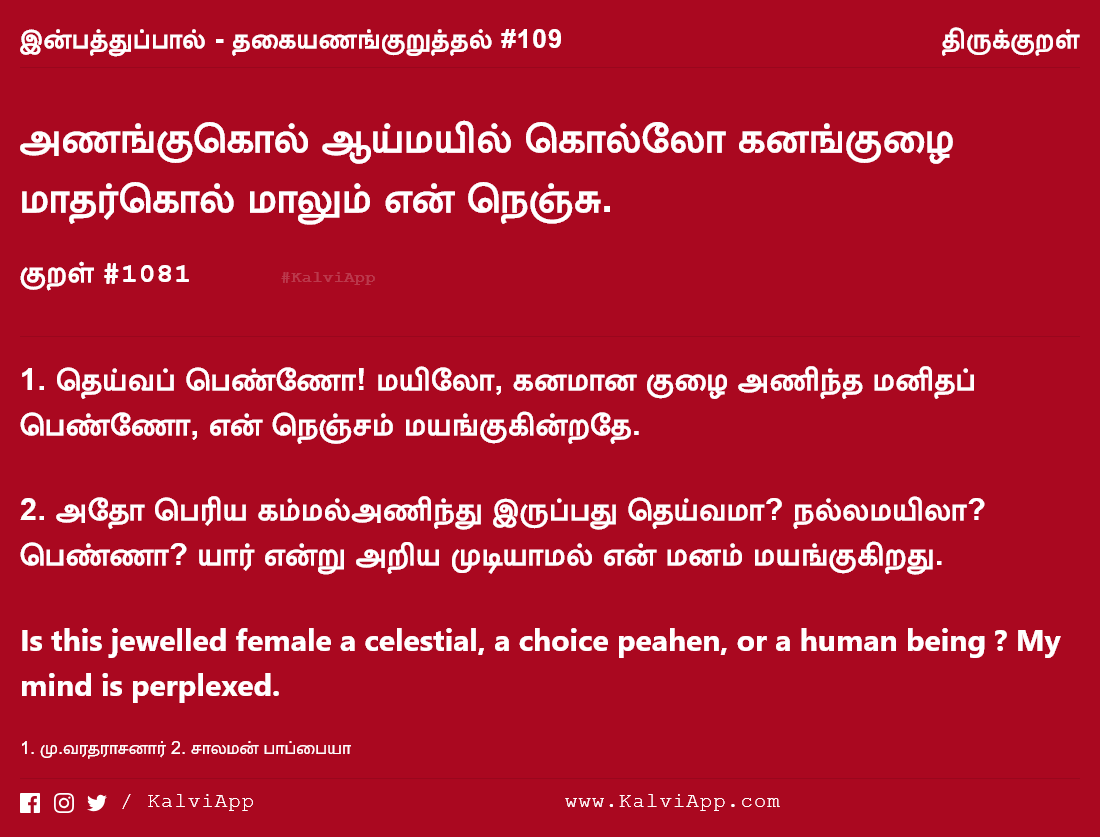 இன்பத்துப்பால் - தகையணங்குறுத்தல் #109 திருக்குறள்
அணங்குகொல் ஆய்மயில் கொல்லோ கனங்குழை
மாதர்கொல் மாலும் என் நெஞ்சு.
குறள் #1081 #KalviApp
1. தெய்வப் பெண்ணோ! மயிலோ, கனமான குழை அணிந்த மனிதப்
பெண்ணோ, என் நெஞ்சம் மயங்குகின்றதே.
2. அதோ பெரிய கம்மல்அணிந்து இருப்பது தெய்வமா? நல்லமயிலா?
பெண்ணா? யார் என்று அறிய முடியாமல் என் மனம் மயங்குகிறது.
Is this jewelled female a celestial, a choice peahen, or a human being ? My
mind is perplexed.
1. மு.வரதராசனார் 2. சாலமன் பாப்பையா
/ KalviApp www.KalviApp.com